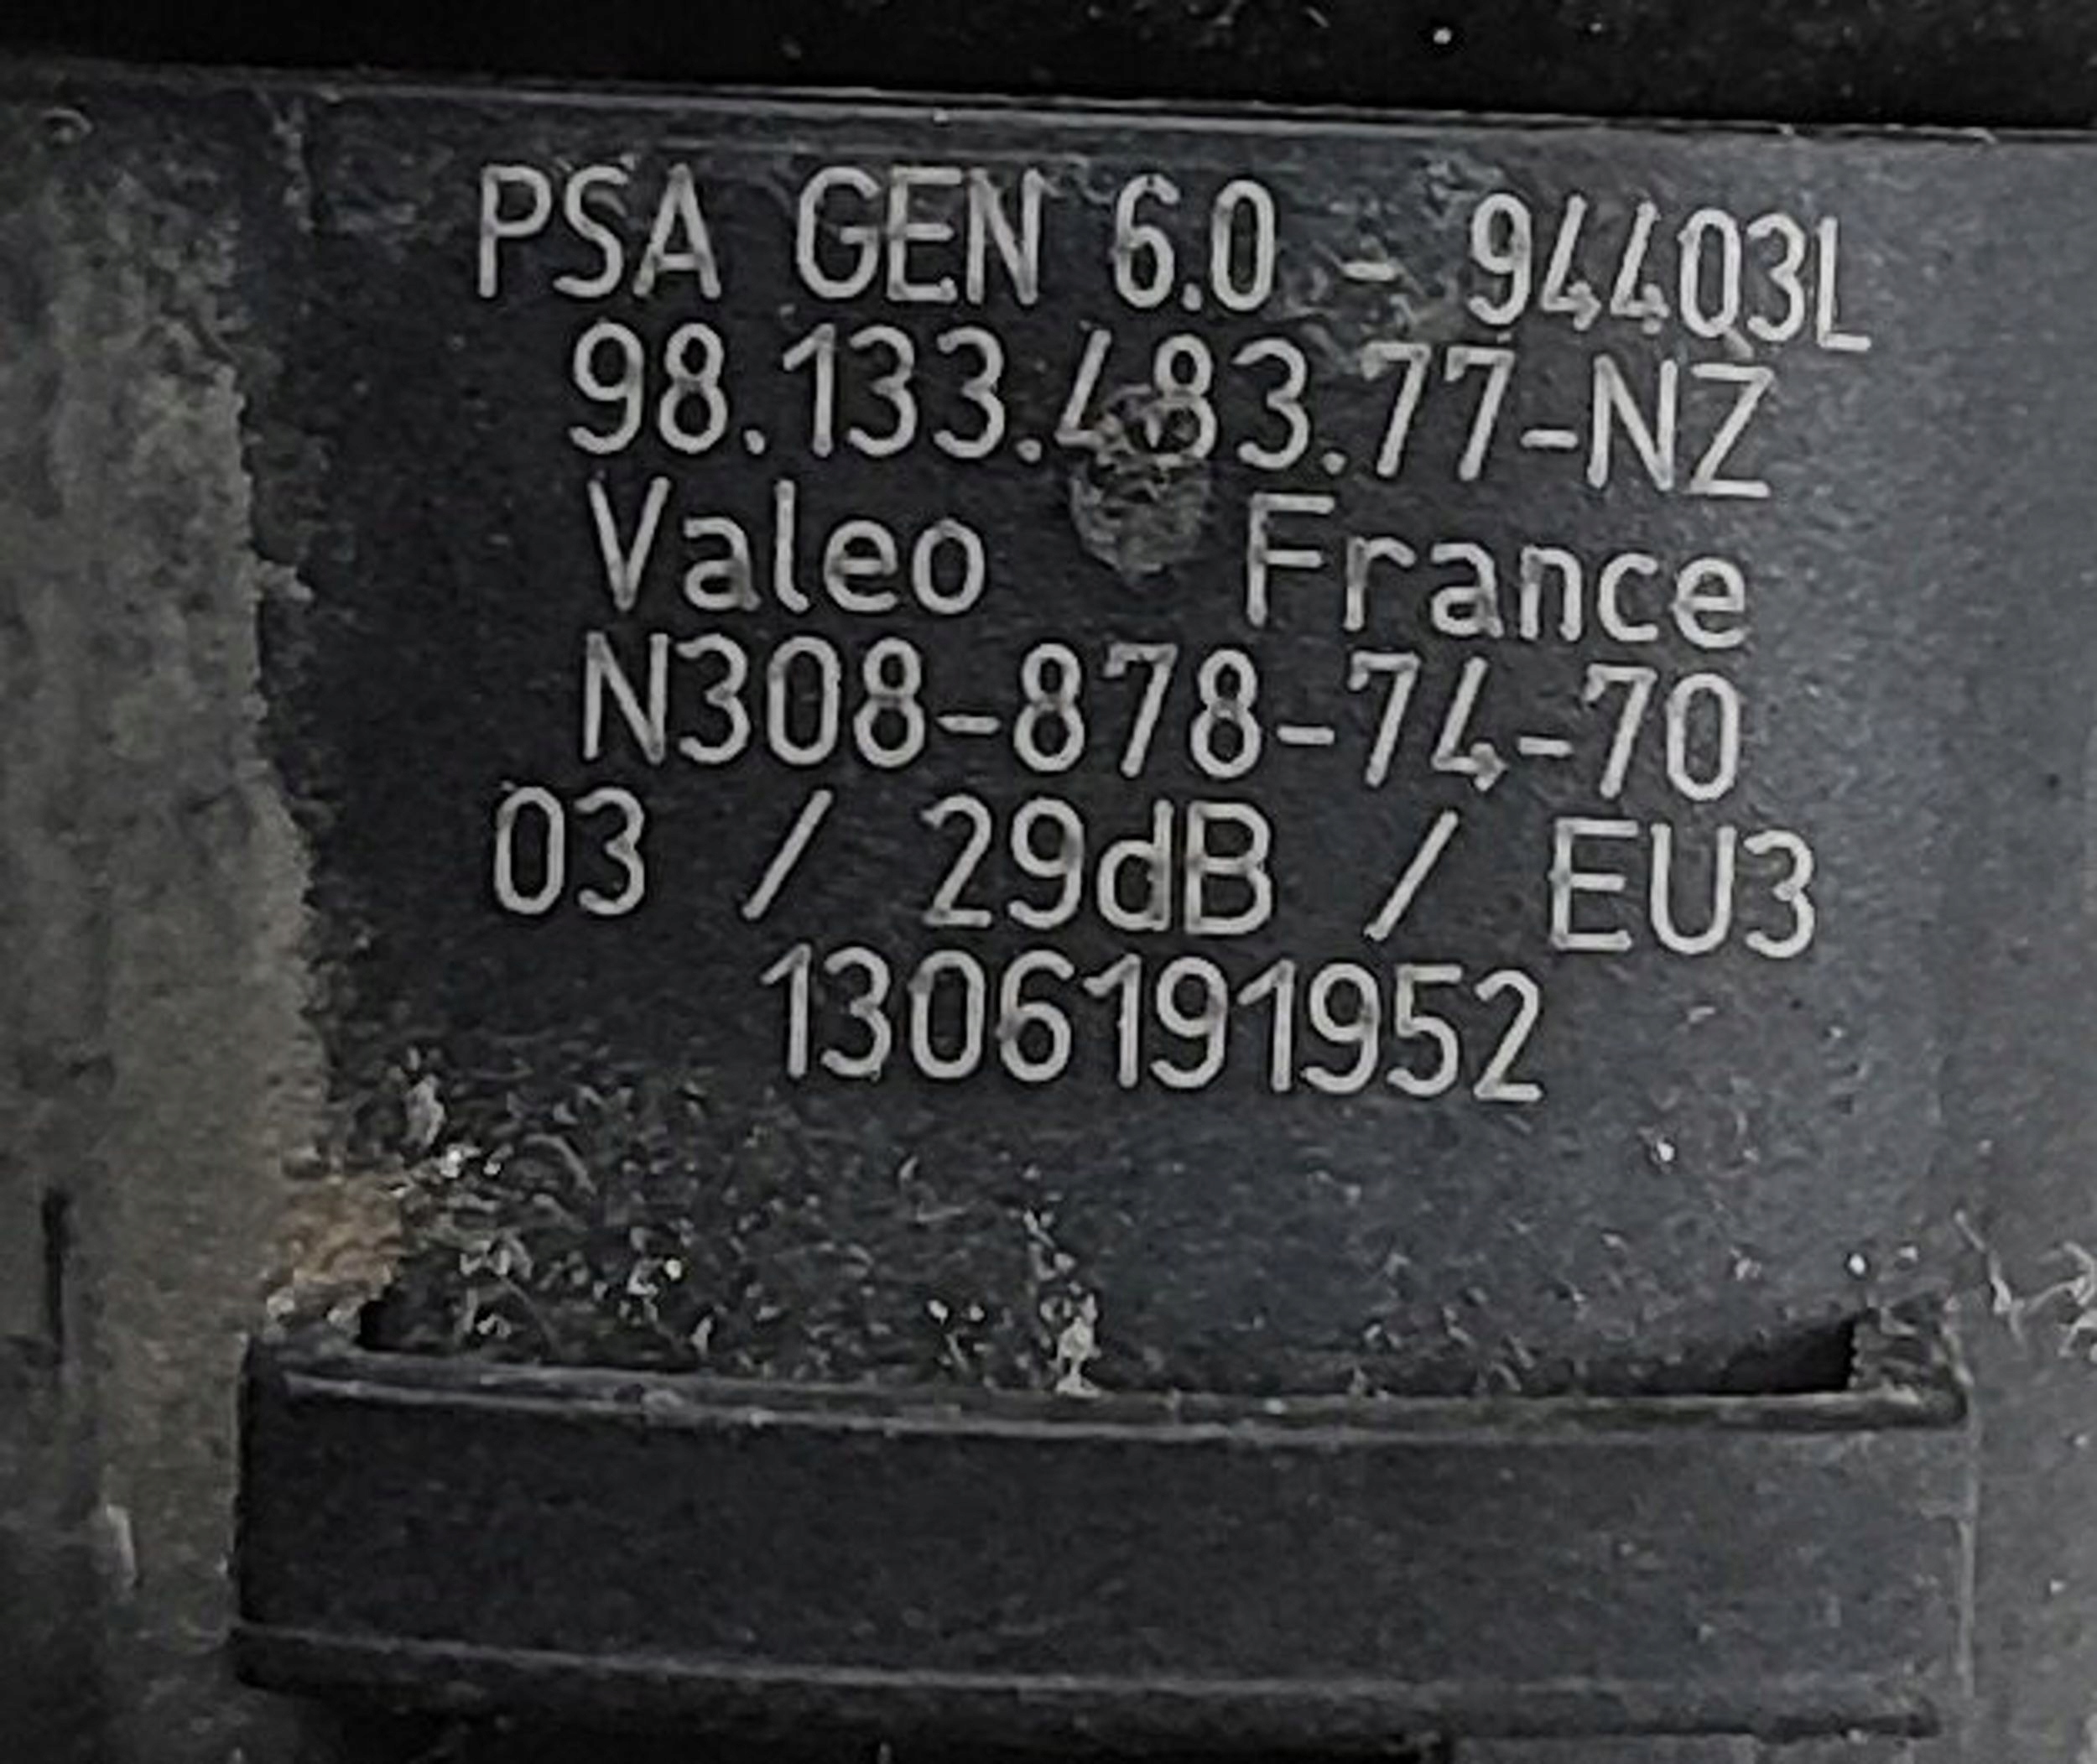 PSA GEN 6.0 - 94403L
98.133.483.77-NZ
Valeo France
N308-878-74-70
03 / 29dB / EU3
1306191952